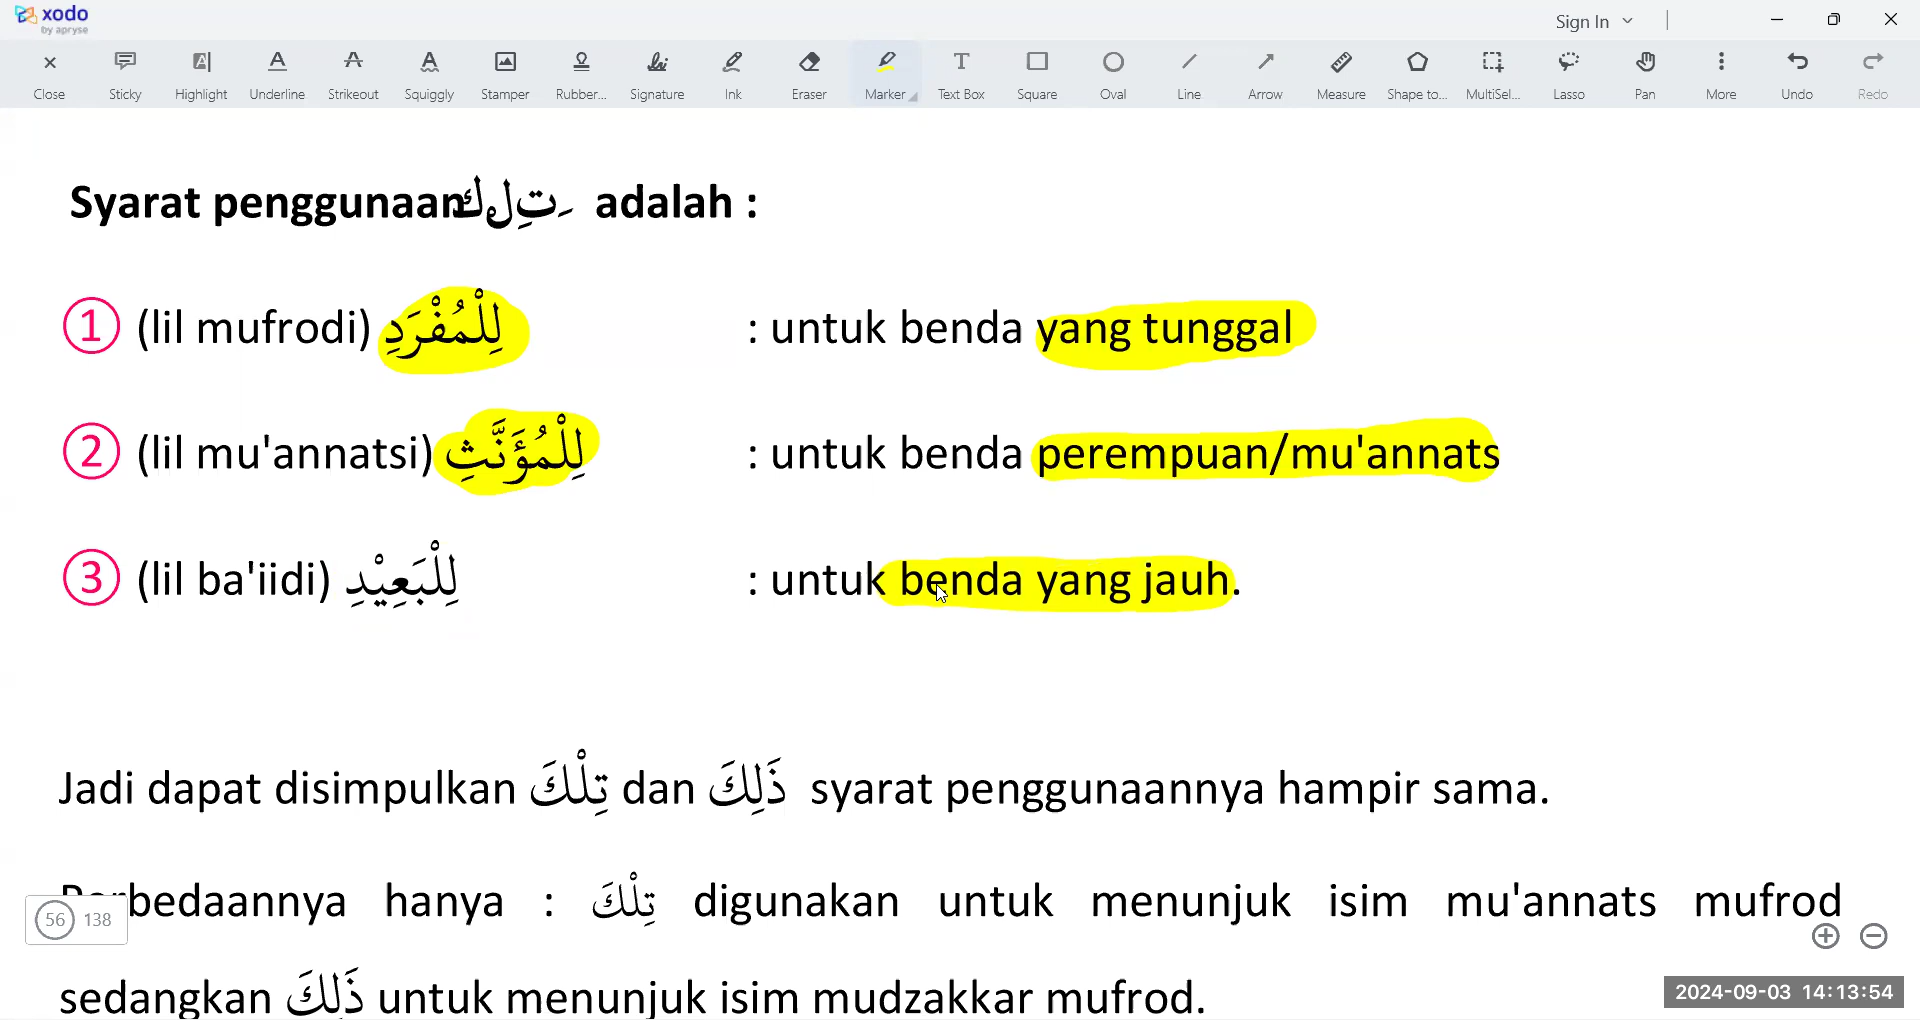 xodo
by apryse
Sign In
Close Sticky Highlight Underline Strikeout Squiggly Stamper Rubber... Signature Ink Eraser Marker Text Box Square Oval Line Arrow Measure Shape to... MultiSel... Lasso Pan More Undo Redo
Syarat penggunaan تِلك adalah :
1 (lil mufrodi) لِلْمُفْرَدِ : untuk benda yang tunggal
2 (lil mu'annatsi) لِلْمُؤَنَّثِ : untuk benda perempuan/mu'annats
3 (lil ba'iidi) لِلْبَعِيْدِ : untuk benda yang jauh.
Jadi dapat disimpulkan تِلْكَ dan ذَلِكَ syarat penggunaannya hampir sama.
Perbedaannya hanya : تِلْكَ digunakan untuk menunjuk isim mu'annats mufrod
56 138
sedangkan ذَلِكَ untuk menunjuk isim mudzakkar mufrod.
2024-09-03 14:13:54